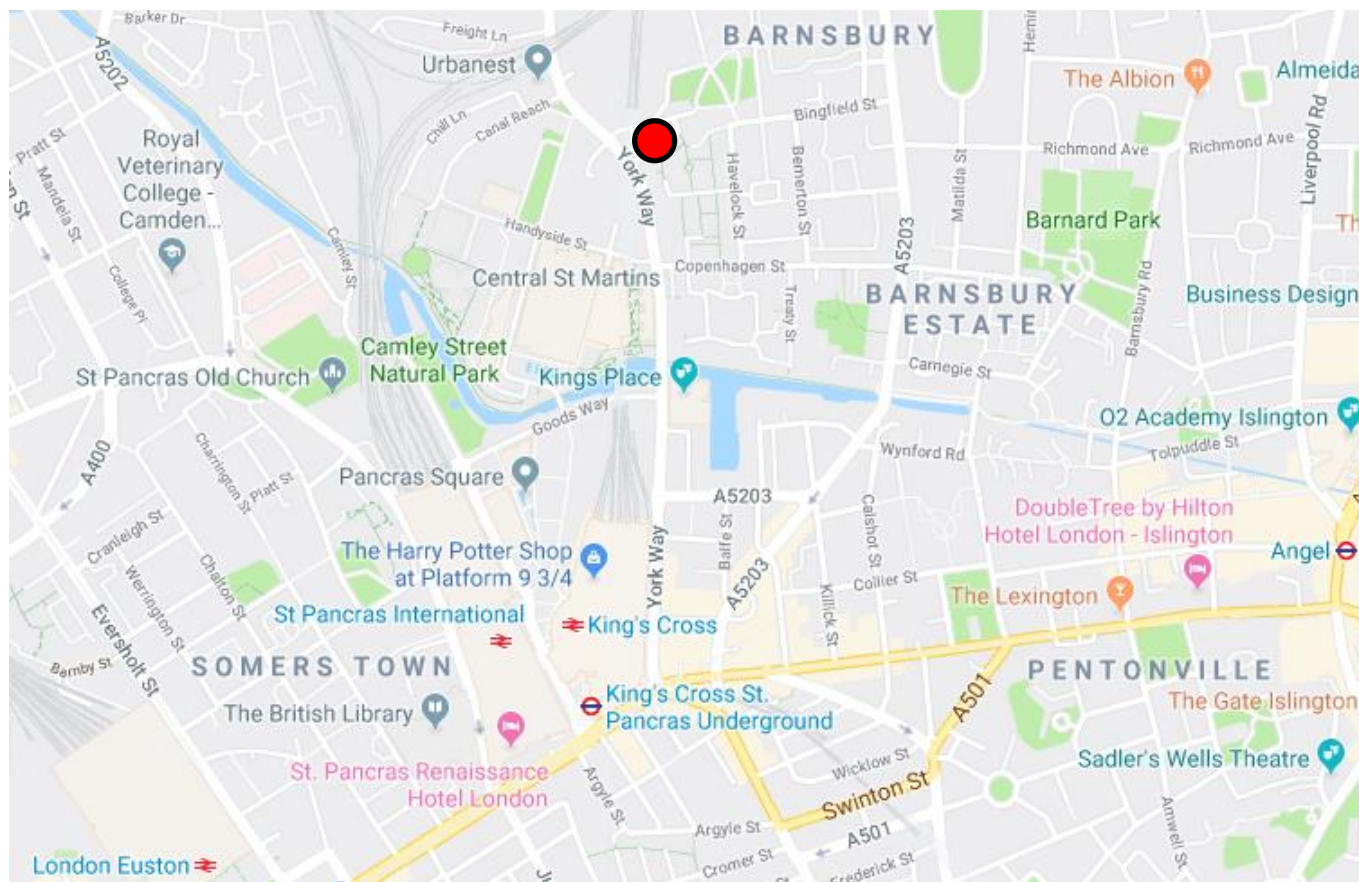 Barker Dr
A5202
Freight Ln
Urbanest
BARNSBURY
The Albion
Almeida
Pratt St
Royal
Veterinary
College -
Camden...
Mandela St
College Pl
Chill Ln
Canal Reach
York Way
Bingfield St
Havelock St
Bemerton St
Matilda St
A5203
Richmond Ave
Richmond Ave
Liverpool Rd
Barnard Park
Barnsbury Rd
Handyside St
Camley St
Central St Martins
Copenhagen St
Treaty St
BARNSBURY
ESTATE
Business Design
St Pancras Old Church
Camley Street
Natural Park
Kings Place
Goods Way
Carnegie St
O2 Academy Islington
Tolpuddle St
Wynford Rd
A400
Charrington St
Platt St
Pancras Square
A5203
DoubleTree by Hilton
Hotel London - Islington
Angel
Cranleigh St
Werrington St
Chalton St
The Harry Potter Shop
at Platform 9 3/4
York Way
Balfe St
A5203
Killick St
Calshot St
Collier St
The Lexington
St Pancras International
King's Cross
Eversholt St
Barnby St
SOMERS TOWN
PENTONVILLE
The British Library
King's Cross St.
Pancras Underground
A501
The Gate Islington
St. Pancras Renaissance
Hotel London
Argyle St
Wicklow St
Swinton St
Sadler's Wells Theatre
Amwell St
Argyle St
A501
Cromer St
Frederick St
London Euston